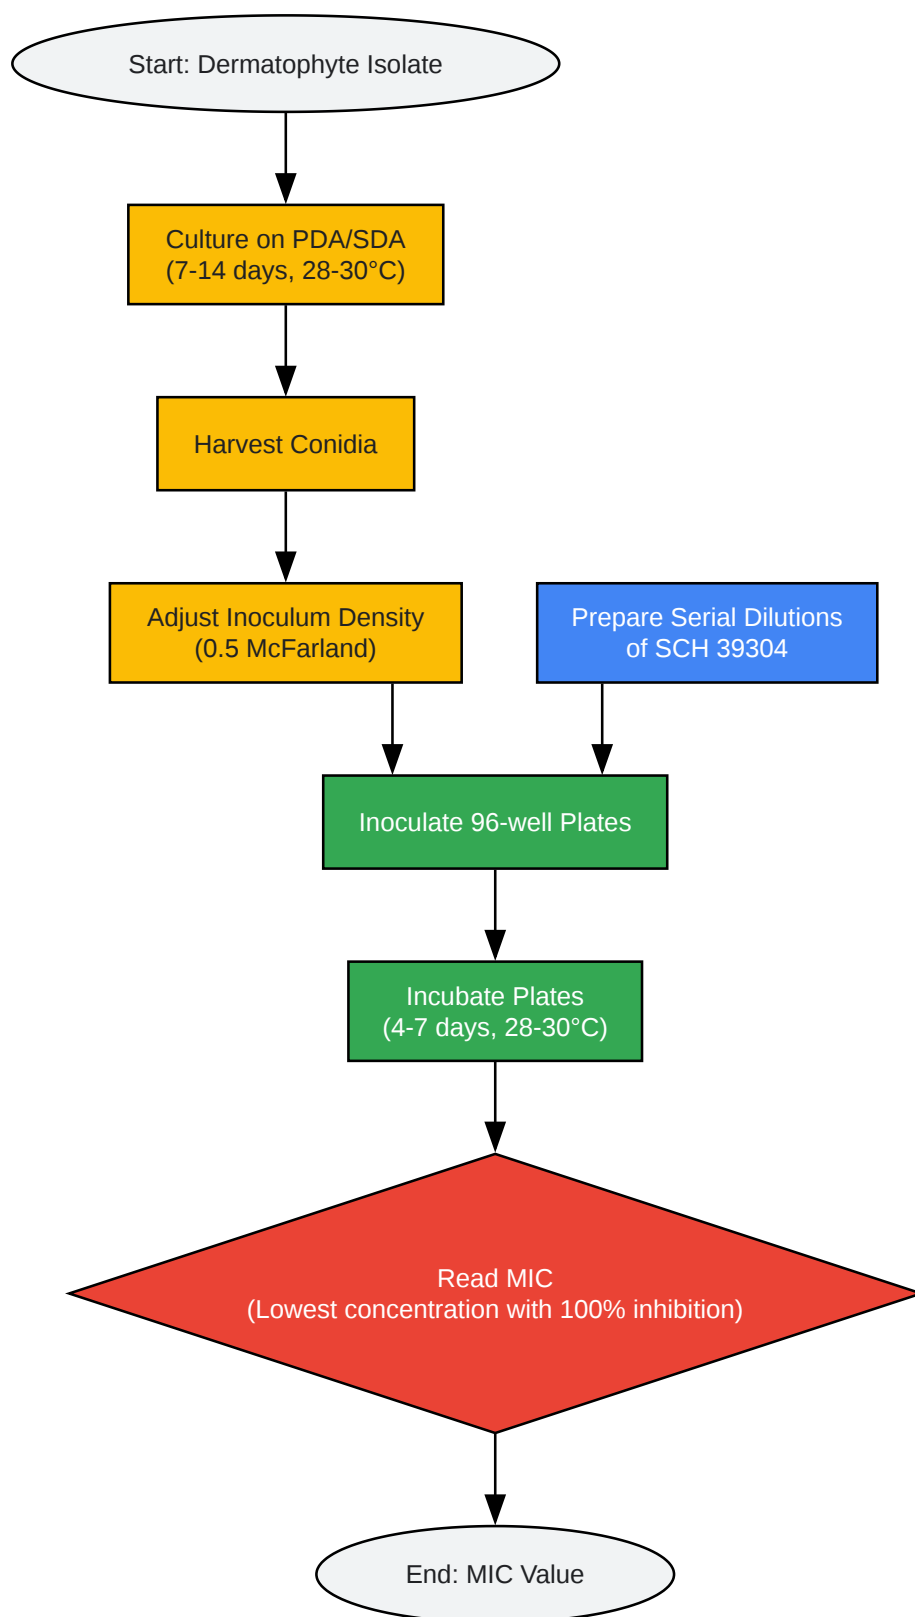 Start: Dermatophyte Isolate
Culture on PDA/SDA
(7-14 days, 28-30°C)
Harvest Conidia
Adjust Inoculum Density
(0.5 McFarland)
Prepare Serial Dilutions
of SCH 39304
Inoculate 96-well Plates
Incubate Plates
(4-7 days, 28-30°C)
Read MIC
(Lowest concentration with 100% inhibition)
End: MIC Value